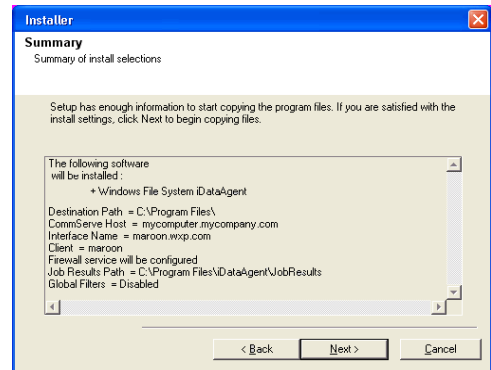 Installer
Summary
Summary of install selections
Setup has enough information to start copying the program files. If you are satisfied with the
install settings, click Next to begin copying files.
The following software
will be installed :
+ Windows File System iDataAgent
Destination Path = C:\Program Files\
CommServe Host = mycomputer.mycompany.com
Interface Name = maroon.wxp.com
Client = maroon
Firewall service will be configured
Job Results Path = C:\Program Files\iDataAgent\JobResults
Global Filters = Disabled
< Back Next > Cancel